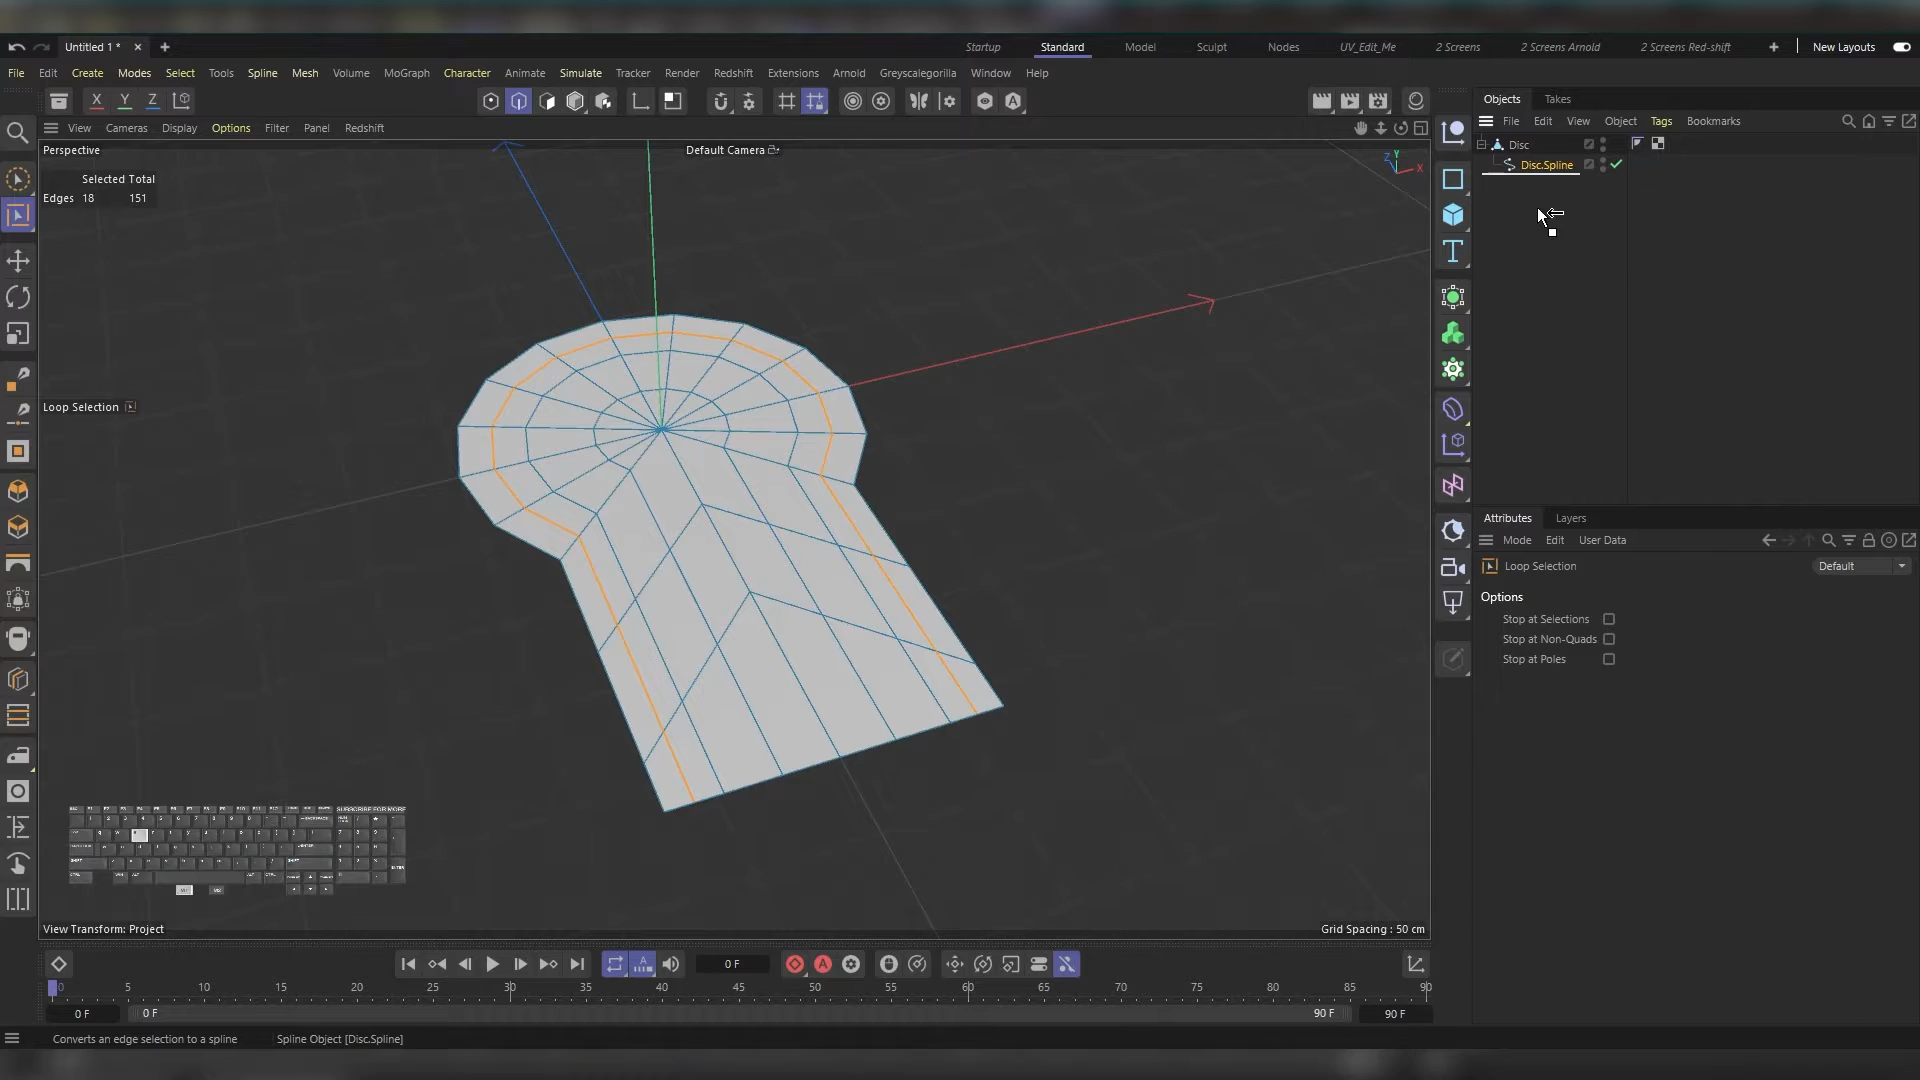 Untitled 1 *
Startup
Standard
Model
Sculpt
Nodes
UV_Edit_Me
2 Screens
2 Screens Arnold
2 Screens Red-shift
New Layouts
File Edit Create Modes Select Tools Spline Mesh Volume MoGraph Character Animate Simulate Tracker Render Redshift Extensions Arnold Greyscalegorilla Window Help
X Y Z
View Cameras Display Options Filter Panel Redshift
Perspective
Default Camera
Selected Total
Edges 18 151
Z Y X
Loop Selection
SUBSCRIBE FOR MORE
View Transform: Project
Grid Spacing : 50 cm
Objects Takes
File Edit View Object Tags Bookmarks
Disc
Disc.Spline
Attributes Layers
Mode Edit User Data
Loop Selection
Default
Options
Stop at Selections
Stop at Non-Quads
Stop at Poles
0 F
0 5 10 15 20 25 30 35 40 45 50 55 60 65 70 75 80 85 90
0 F
0 F
90 F
90 F
Converts an edge selection to a spline
Spline Object [Disc.Spline]